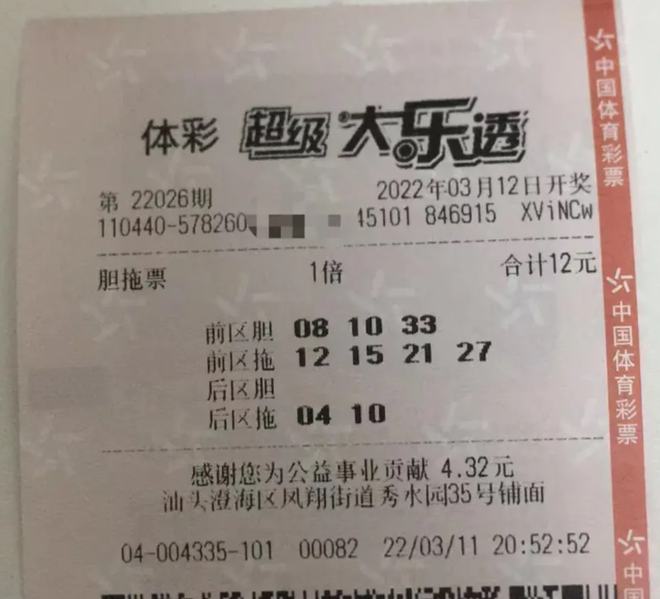 体彩 超级大乐透
第 22026期 2022年03月12日开奖
110440-578260 45101 846915 XViNCw
胆拖票 1倍 合计12元
前区胆 08 10 33
前区拖 12 15 21 27
后区胆
后区拖 04 10
感谢您为公益事业贡献 4.32元
汕头澄海区凤翔街道秀水园35号铺面
04-004335-101 00082 22/03/11 20:52:52
中国体育彩票
中国体育彩票
中国